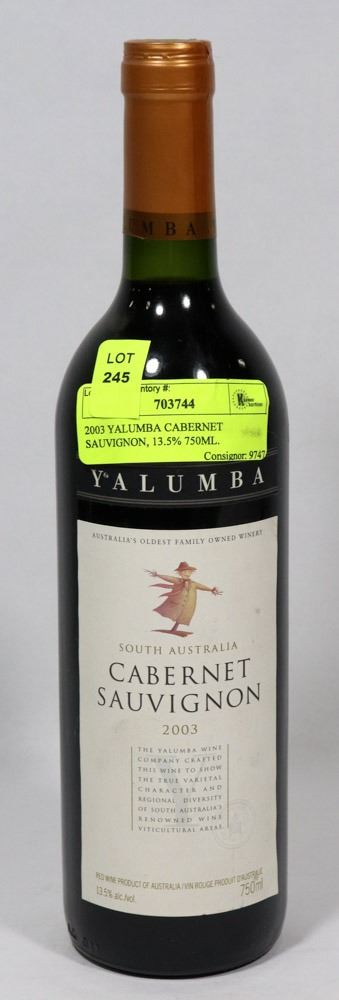 UMBA
LOT
245
ntory #:
703744
2003 YALUMBA CABERNET
SAUVIGNON, 13.5% 750ML.
Consignor: 9747
YALUMBA
AUSTRALIA'S OLDEST FAMILY OWNED WINERY
SOUTH AUSTRALIA
CABERNET
SAUVIGNON
2003
THE YALUMBA WINE
COMPANY CRAFTED
THIS WINE TO SHOW
THE TRUE VARIETAL
CHARACTER AND
REGIONAL DIVERSITY
OF SOUTH AUSTRALIA'S
RENOWNED WINE
VITICULTURAL AREAS
RED WINE PRODUCT OF AUSTRALIA/VIN ROUGE PRODUIT D'AUSTRALIE
13.5% alc./vol.
750ml